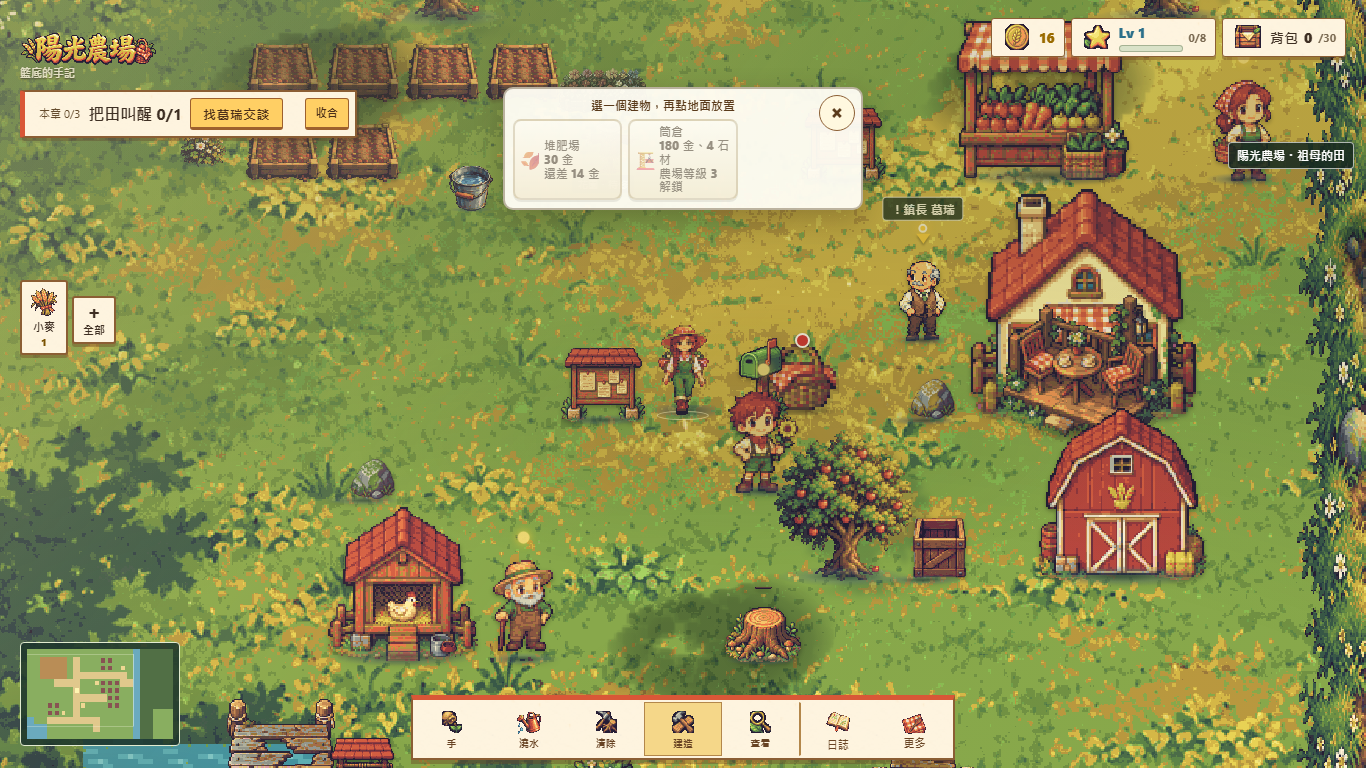 陽光農場
籃底的手記
本章 0/3 把田叫醒 0/1 找葛瑞交談 收合
16
Lv 1 0/8
背包 0 /30
選一個建物，再點地面放置
堆肥場
30 金
還差 14 金
筒倉
180 金、4 石
材
農場等級 3
解鎖
陽光農場・祖母的田
! 鎮長 葛瑞
小麥
1
+
全部
手
澆水
清除
建造
查看
日誌
更多